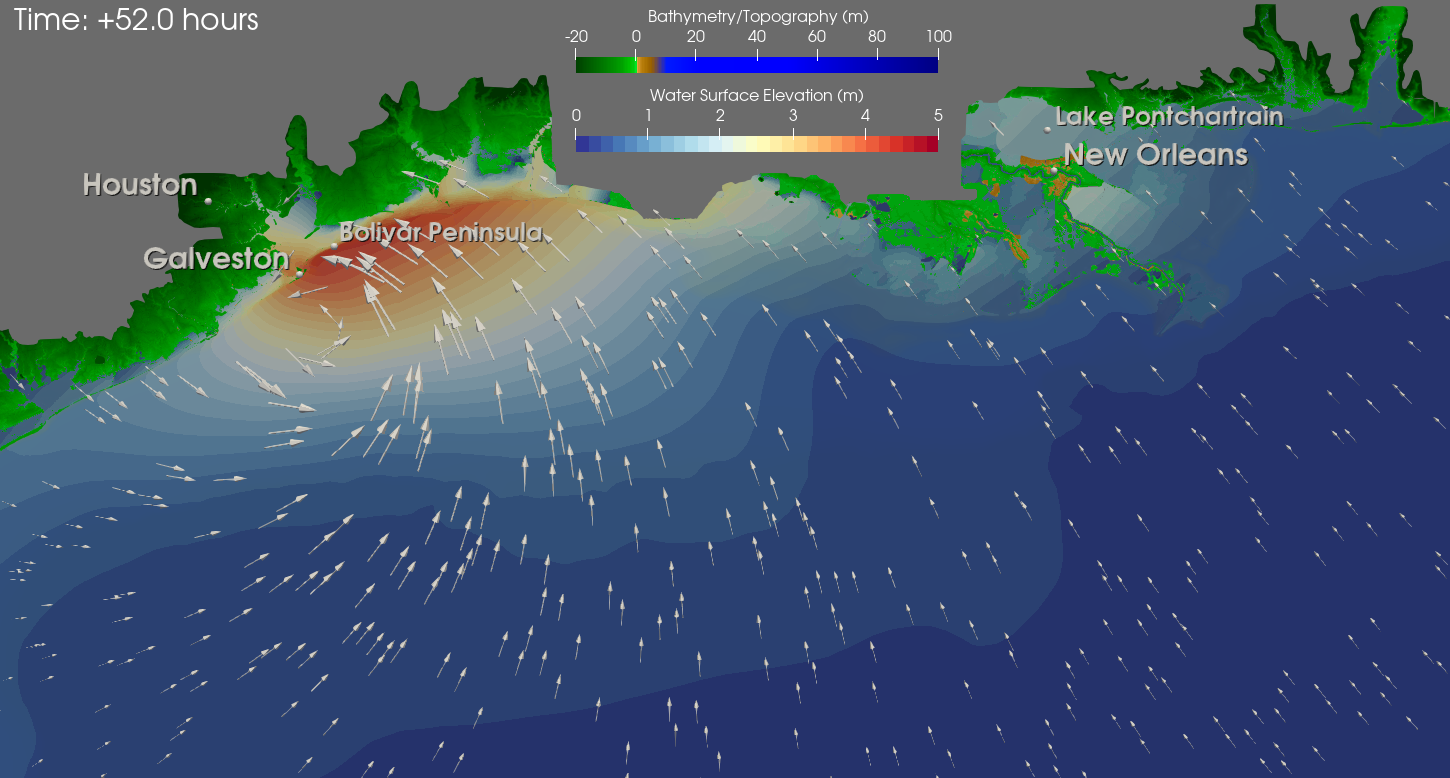 Time: +52.0 hours
Bathymetry/Topography (m)
-20 0 20 40 60 80 100
Water Surface Elevation (m)
0 1 2 3 4 5
Lake Pontchartrain
New Orleans
Houston
Bolivar Peninsula
Galveston